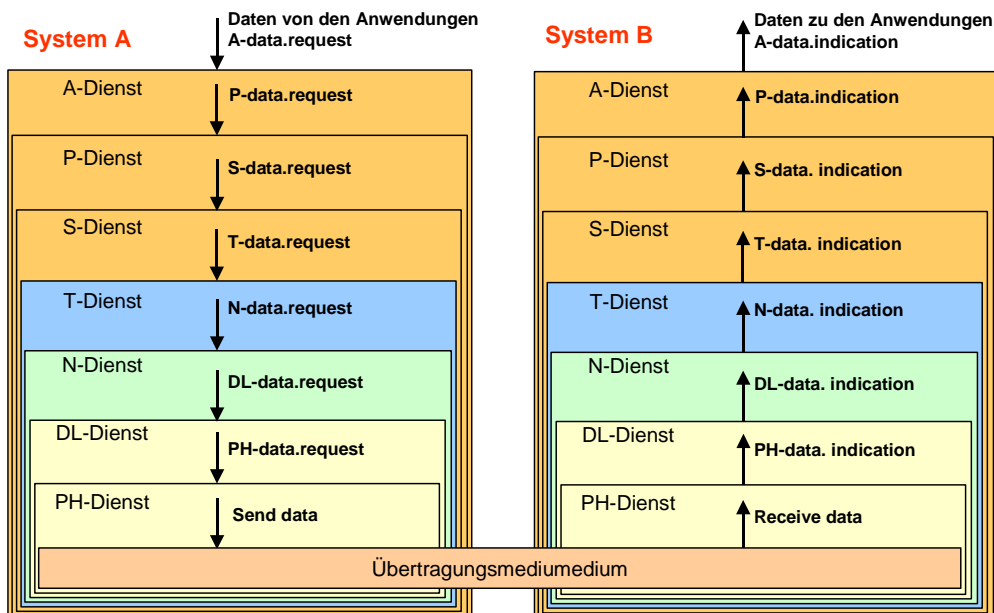 System A
Daten von den Anwendungen
A-data.request
A-Dienst
P-data.request
P-Dienst
S-data.request
S-Dienst
T-data.request
T-Dienst
N-data.request
N-Dienst
DL-data.request
DL-Dienst
PH-data.request
PH-Dienst
Send data
System B
Daten zu den Anwendungen
A-data.indication
A-Dienst
P-data.indication
P-Dienst
S-data. indication
S-Dienst
T-data. indication
T-Dienst
N-data. indication
N-Dienst
DL-data. indication
DL-Dienst
PH-data. indication
PH-Dienst
Receive data
Übertragungsmediumedium